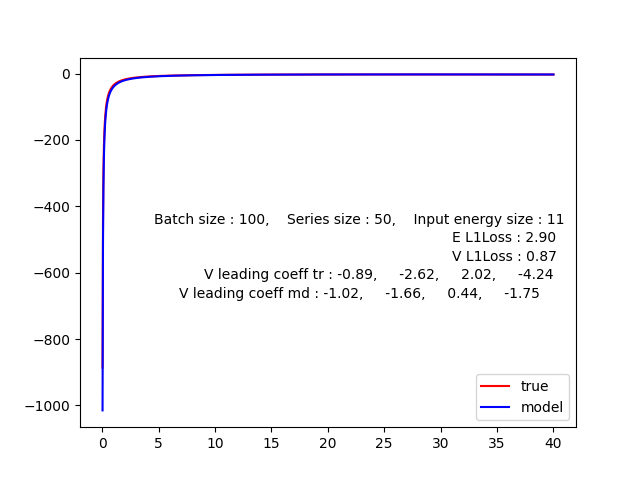 0
−200
−400
−600
−800
−1000
Batch size : 100,    Series size : 50,    Input energy size : 11
E L1Loss : 2.90
V L1Loss : 0.87
V leading coeff tr : -0.89,     -2.62,     2.02,     -4.24
V leading coeff md : -1.02,     -1.66,     0.44,     -1.75
true
model
0 5 10 15 20 25 30 35 40